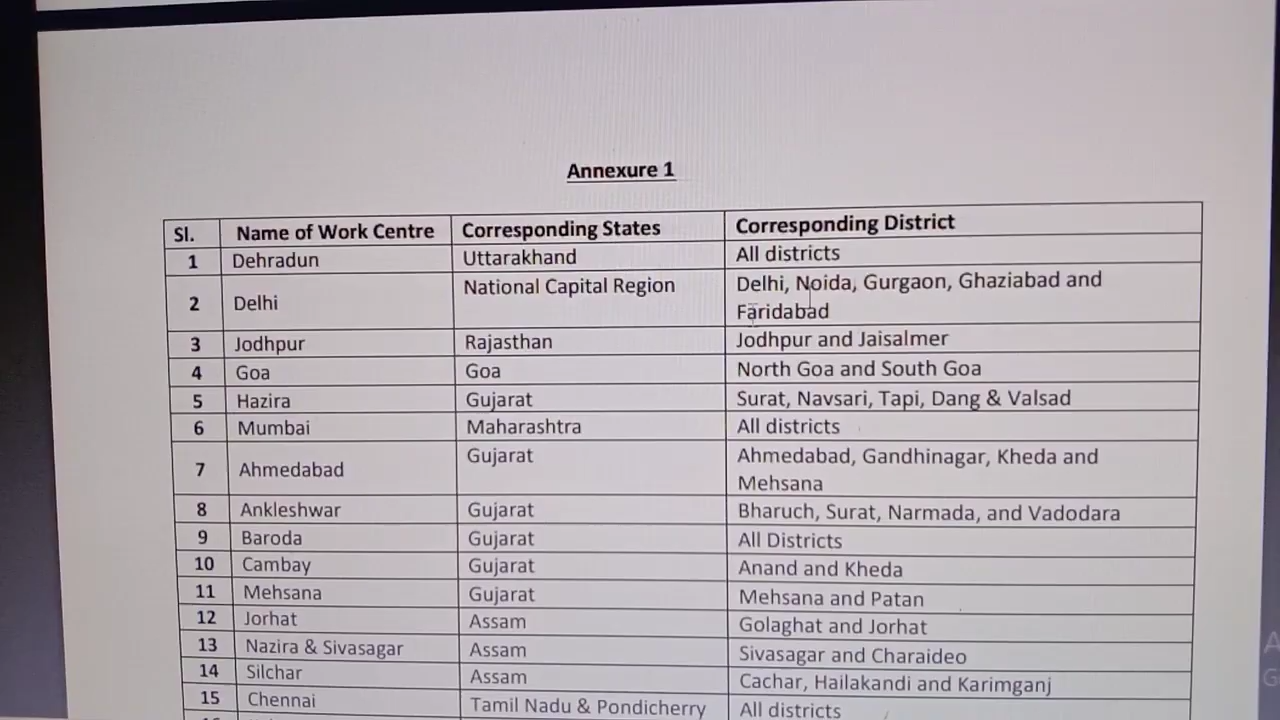 Annexure 1
Sl. Name of Work Centre Corresponding States Corresponding District
1 Dehradun Uttarakhand All districts
2 Delhi National Capital Region Delhi, Noida, Gurgaon, Ghaziabad and
Faridabad
3 Jodhpur Rajasthan Jodhpur and Jaisalmer
4 Goa Goa North Goa and South Goa
5 Hazira Gujarat Surat, Navsari, Tapi, Dang & Valsad
6 Mumbai Maharashtra All districts
7 Ahmedabad Gujarat Ahmedabad, Gandhinagar, Kheda and
Mehsana
8 Ankleshwar Gujarat Bharuch, Surat, Narmada, and Vadodara
9 Baroda Gujarat All Districts
10 Cambay Gujarat Anand and Kheda
11 Mehsana Gujarat Mehsana and Patan
12 Jorhat Assam Golaghat and Jorhat
13 Nazira & Sivasagar Assam Sivasagar and Charaideo
14 Silchar Assam Cachar, Hailakandi and Karimganj
15 Chennai Tamil Nadu & Pondicherry All districts